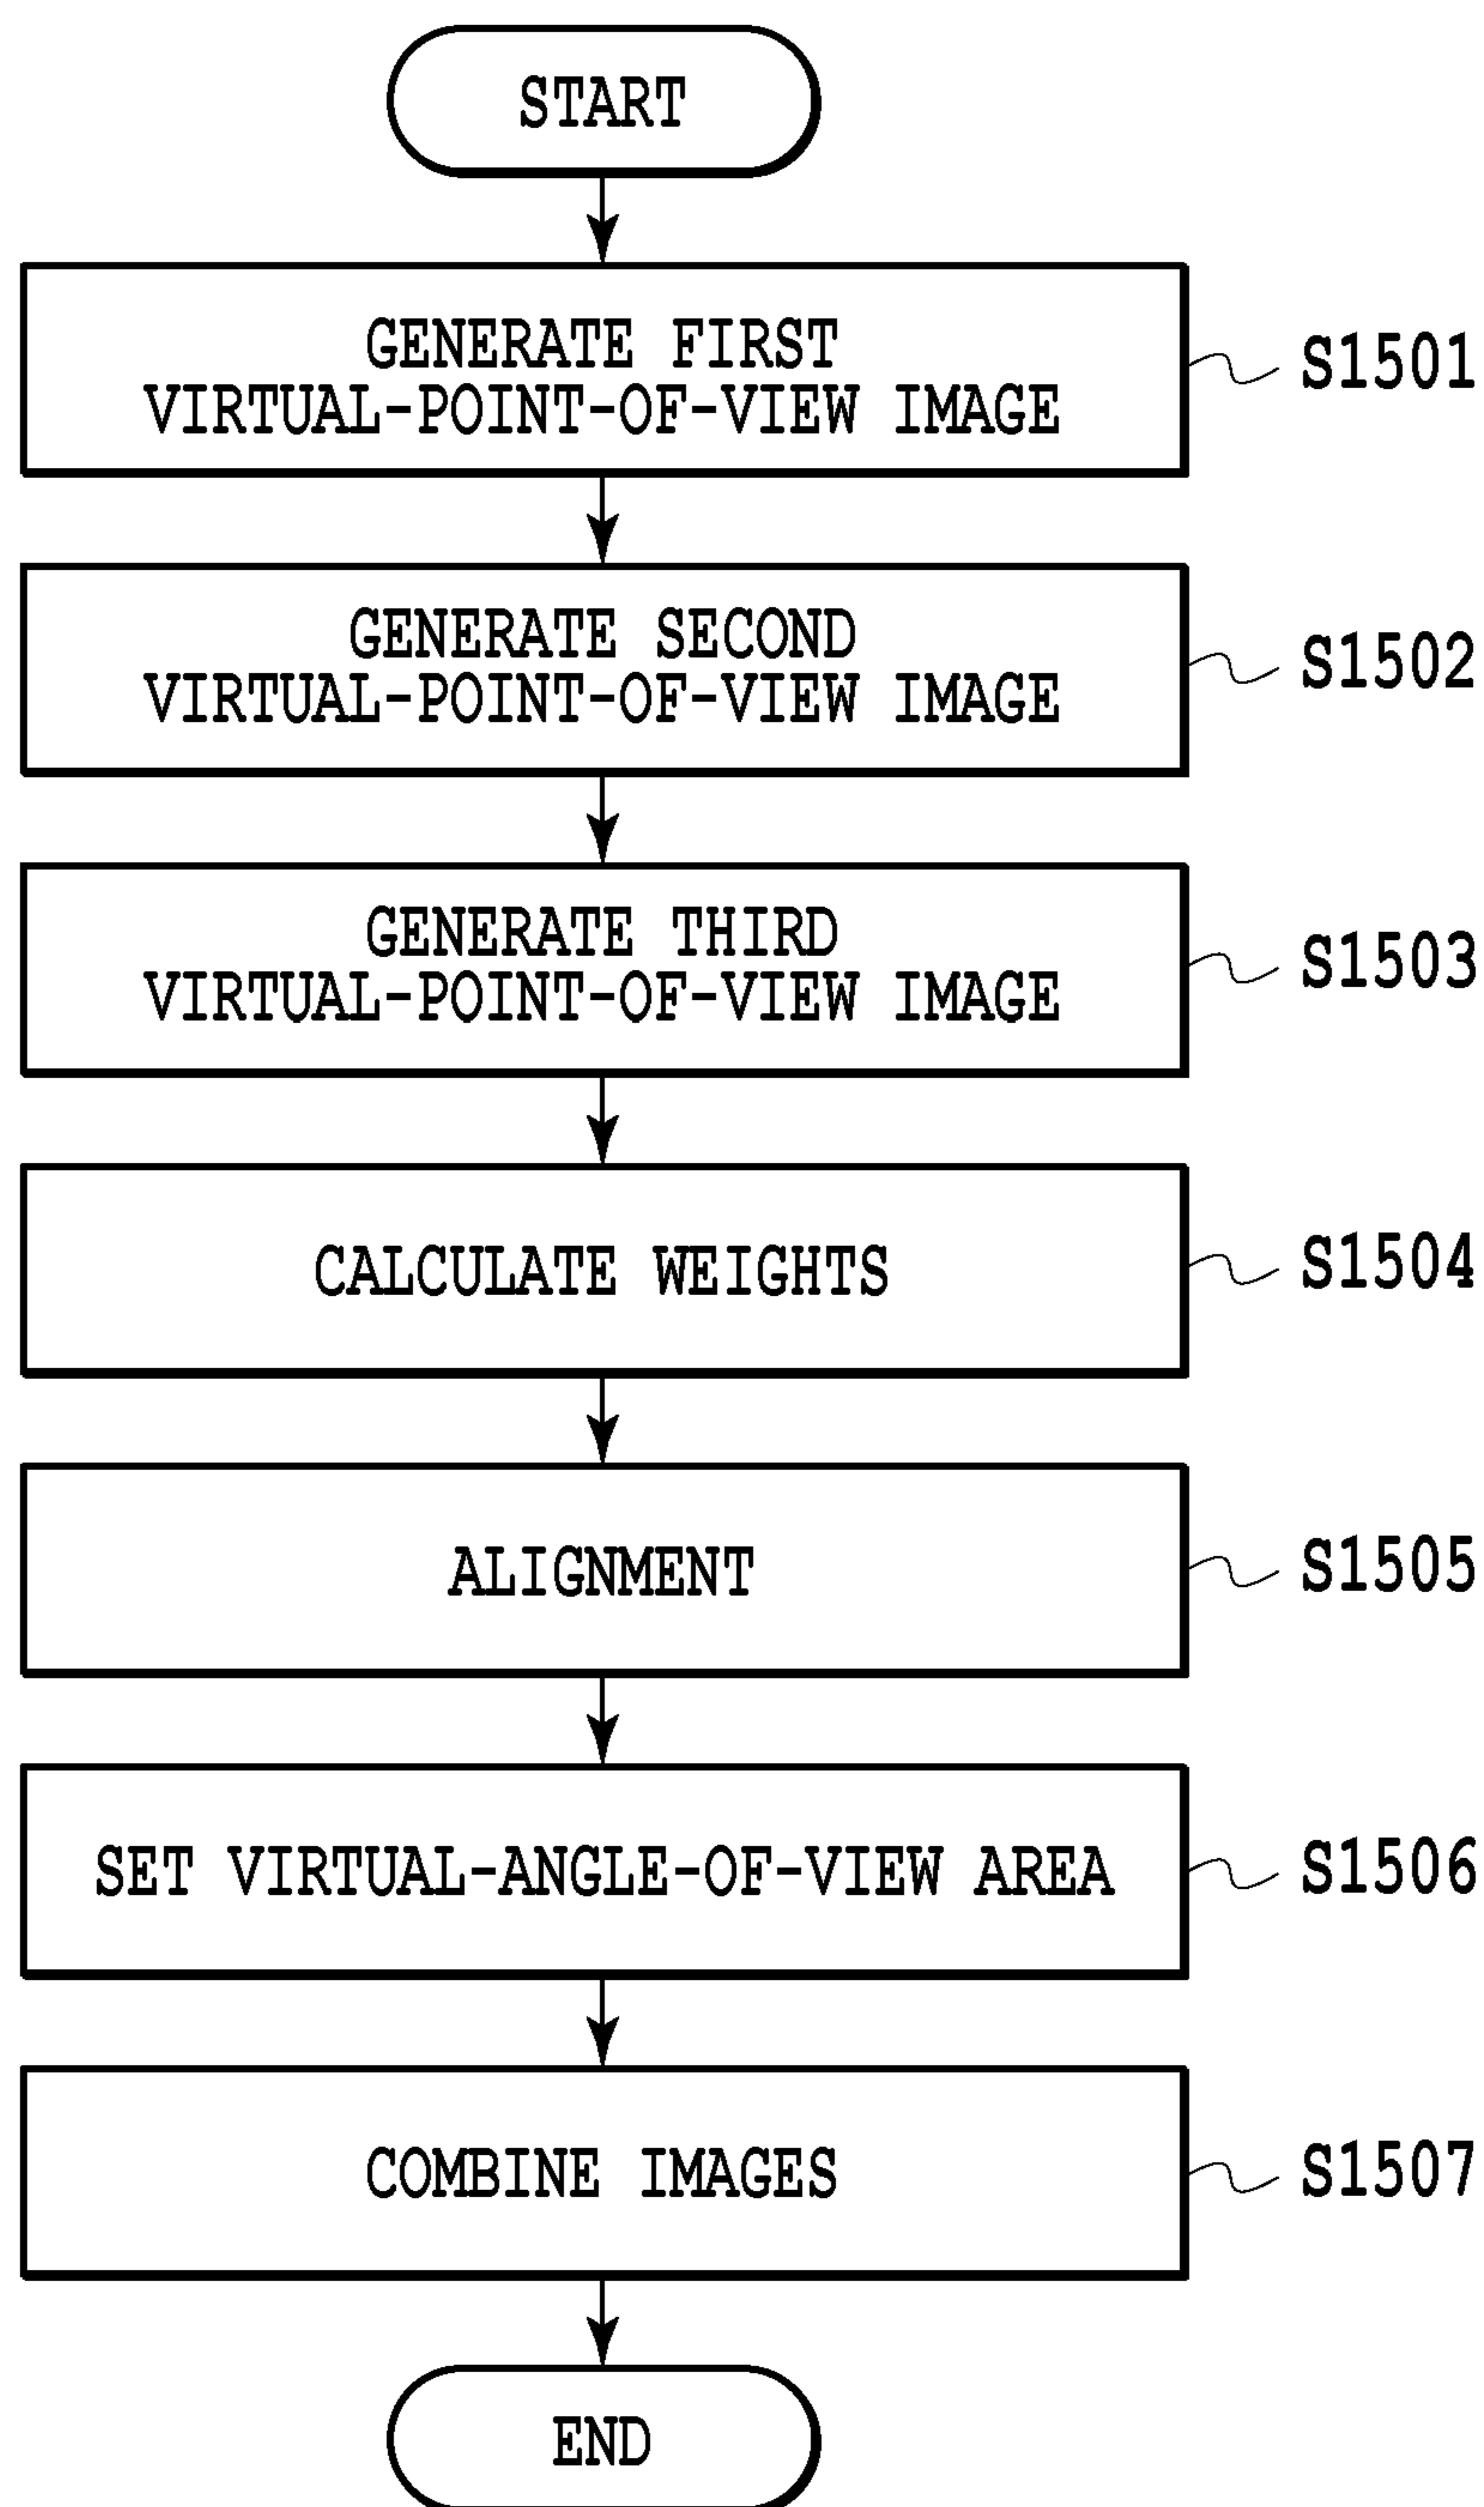 START
GENERATE FIRST
VIRTUAL-POINT-OF-VIEW IMAGE
S1501
GENERATE SECOND
VIRTUAL-POINT-OF-VIEW IMAGE
S1502
GENERATE THIRD
VIRTUAL-POINT-OF-VIEW IMAGE
S1503
CALCULATE WEIGHTS
S1504
ALIGNMENT
S1505
SET VIRTUAL-ANGLE-OF-VIEW AREA
S1506
COMBINE IMAGES
S1507
END